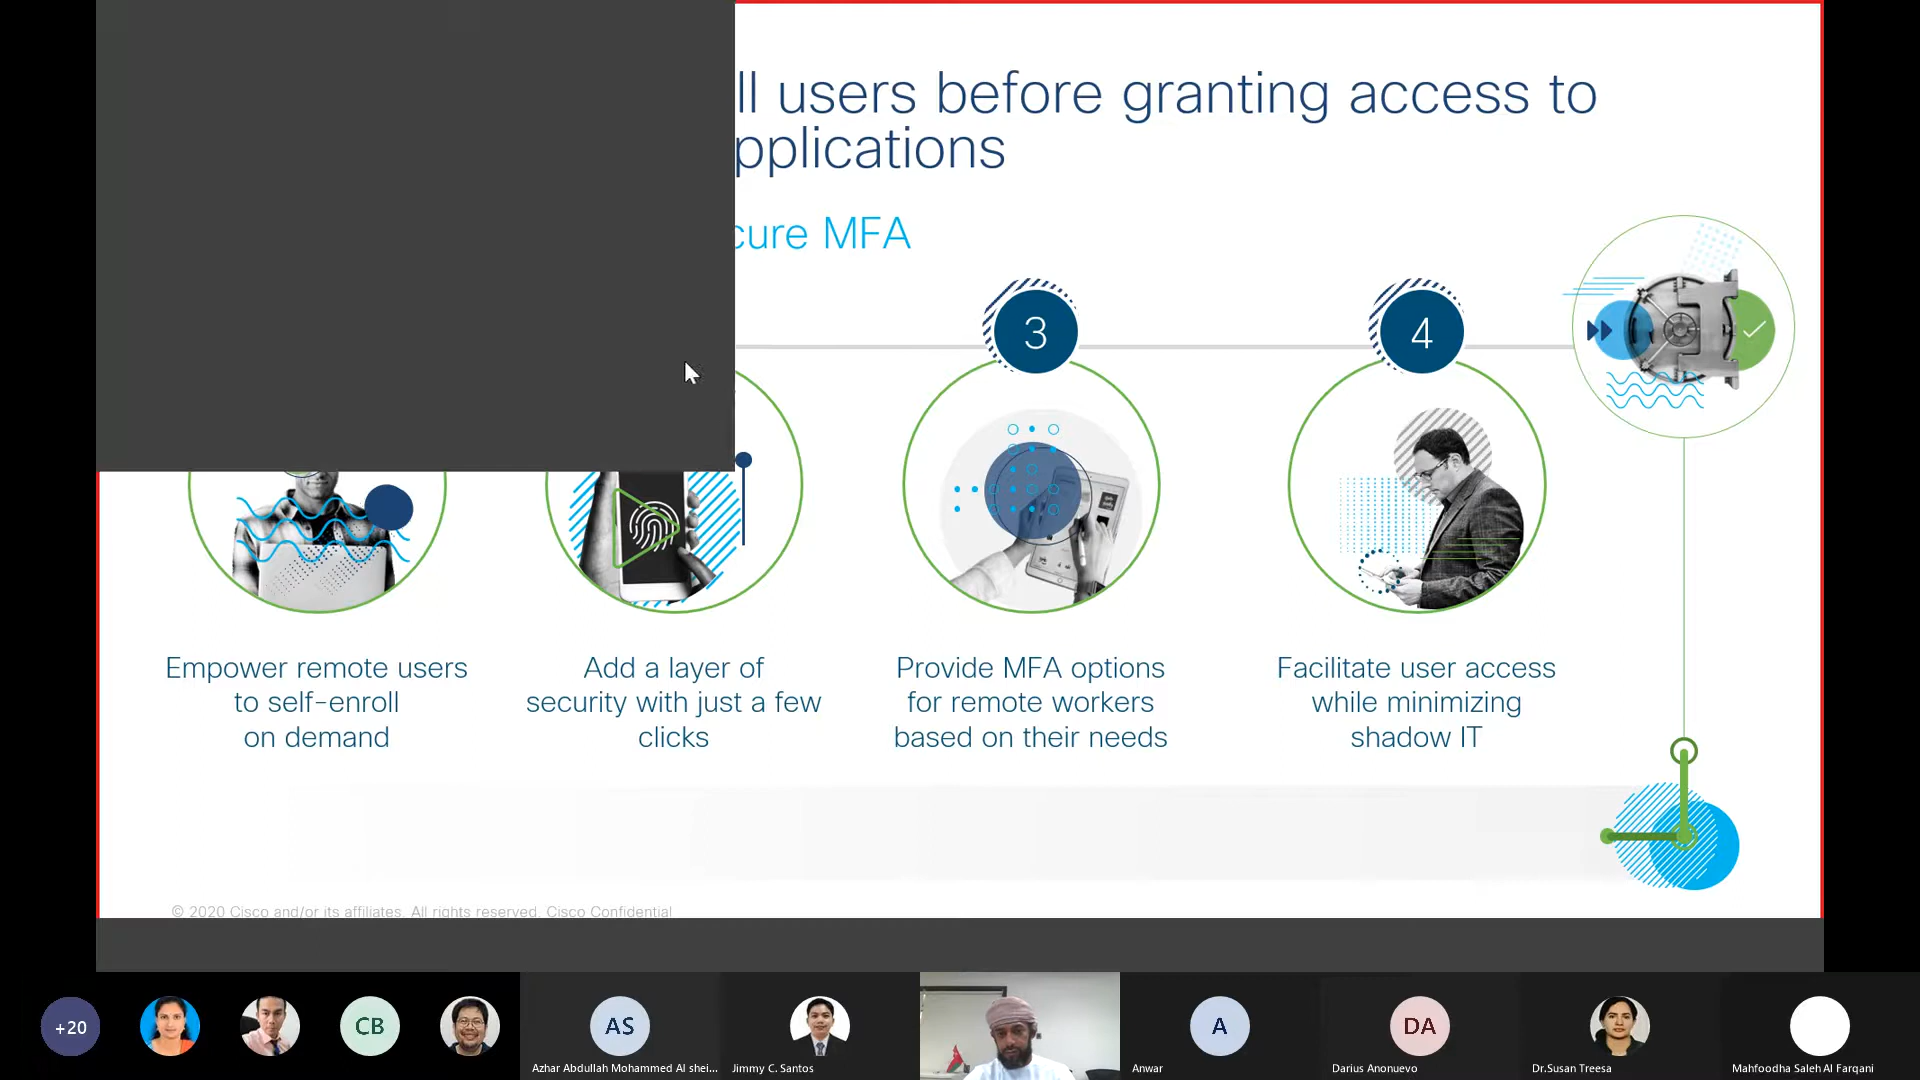 ll users before granting access to
pplications
cure MFA
3
4
Empower remote users
to self-enroll
on demand
Add a layer of
security with just a few
clicks
Provide MFA options
for remote workers
based on their needs
Facilitate user access
while minimizing
shadow IT
© 2020 Cisco and/or its affiliates. All rights reserved. Cisco Confidential
+20
CB
AS
A
DA
Azhar Abdullah Mohammed Al shei...
Jimmy C. Santos
Anwar
Darius Anonuevo
Dr.Susan Treesa
Mahfoodha Saleh Al Farqani